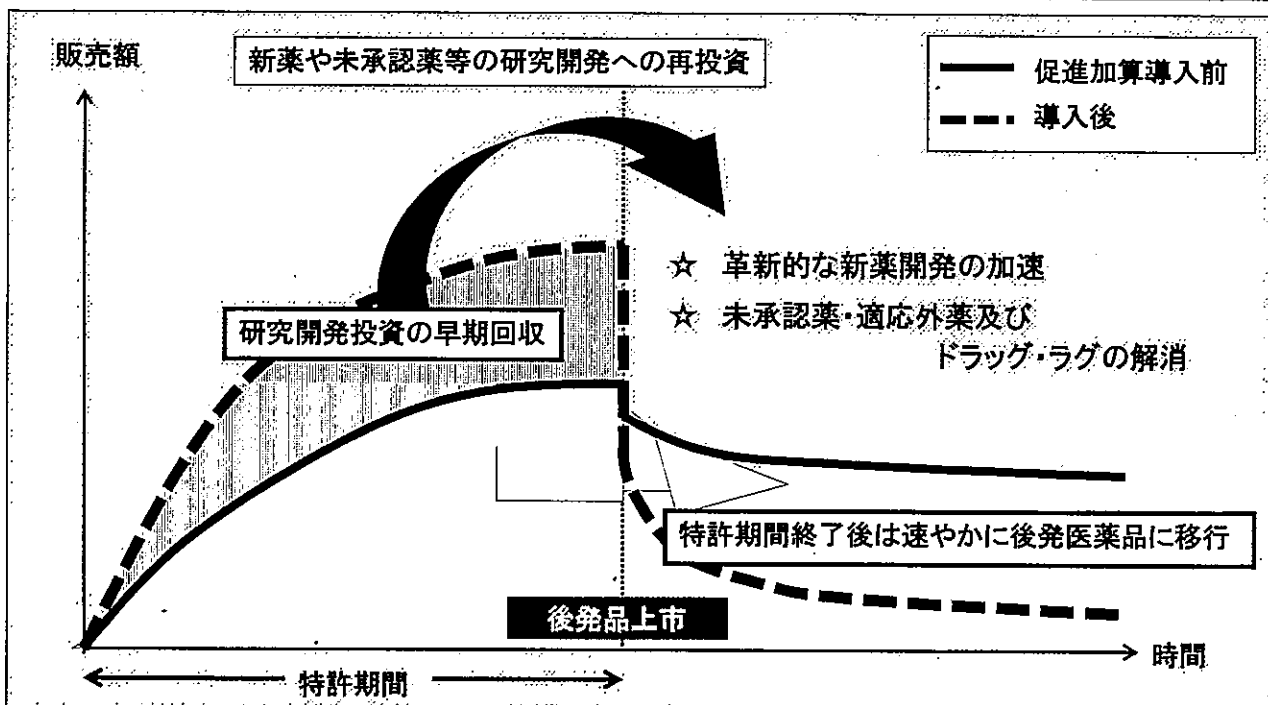 販売額
新薬や未承認薬等の研究開発への再投資
促進加算導入前
導入後
☆ 革新的な新薬開発の加速
☆ 未承認薬・適応外薬及び
ドラッグ・ラグの解消
研究開発投資の早期回収
特許期間終了後は速やかに後発医薬品に移行
後発品上市
時間
特許期間